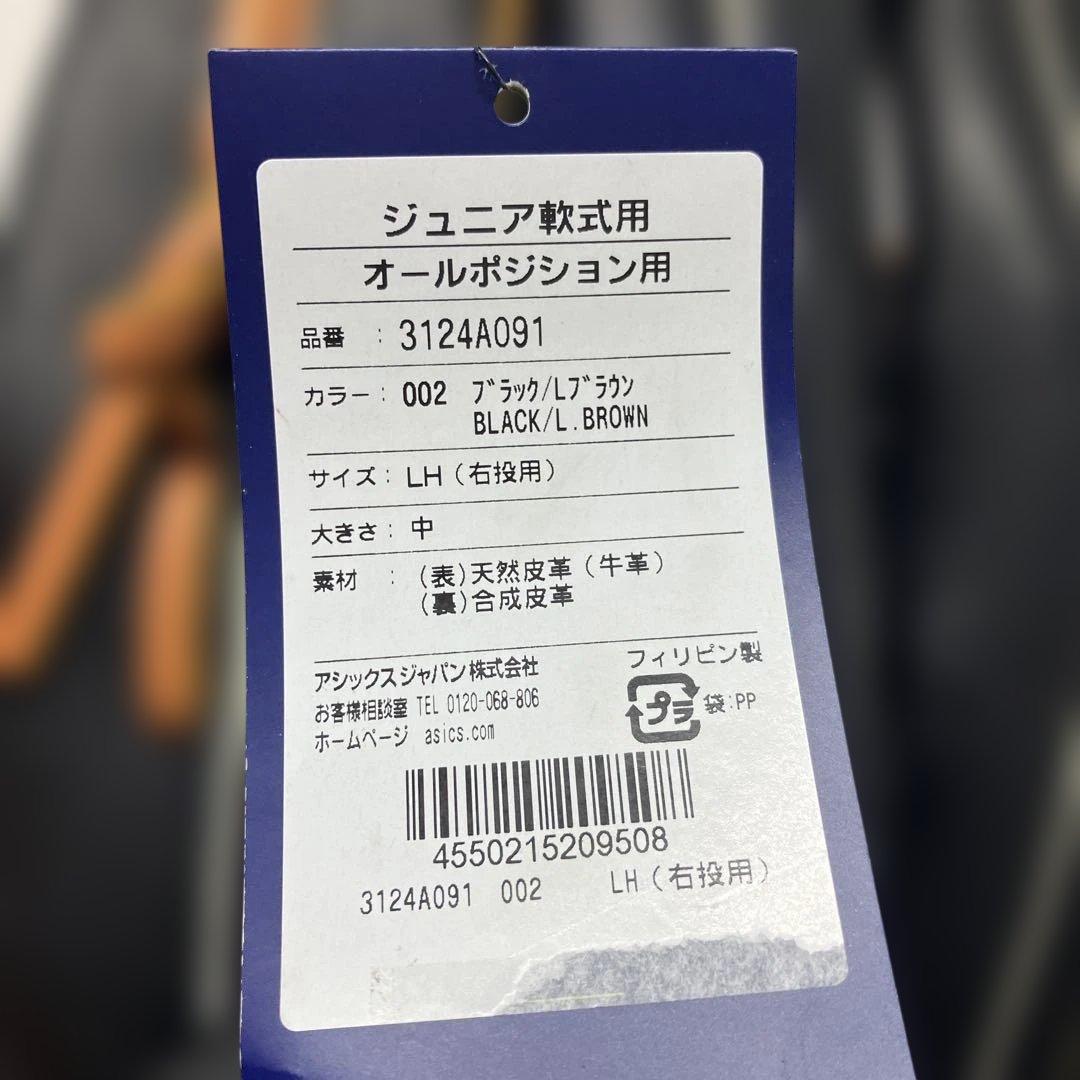 ジュニア軟式用
オールポジション用
品番 : 3124A091
カラー: 002 ブラック/Lブラウン
BLACK/L.BROWN
サイズ: LH (右投用)
大きさ: 中
素材 : (表)天然皮革 (牛革)
(裏)合成皮革
アシックスジャパン株式会社
お客様相談室 TEL 0120-068-806
ホームページ asics.com
フィリピン製
プラ 袋:PP
4550215209508
3124A091 002 LH (右投用)